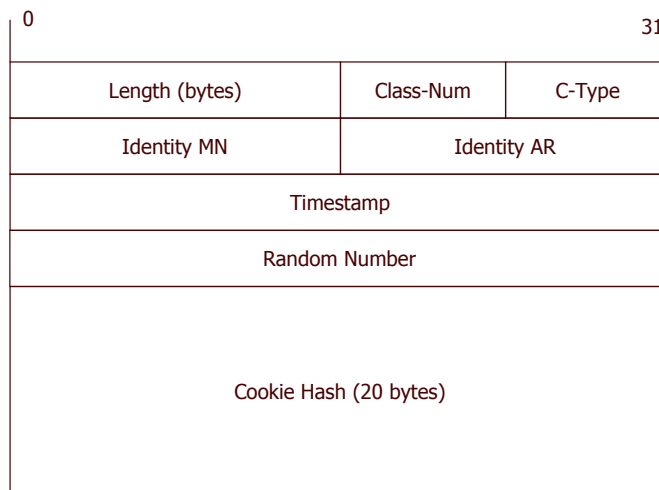 0 31
Length (bytes) Class-Num C-Type
Identity MN Identity AR
Timestamp
Random Number
Cookie Hash (20 bytes)